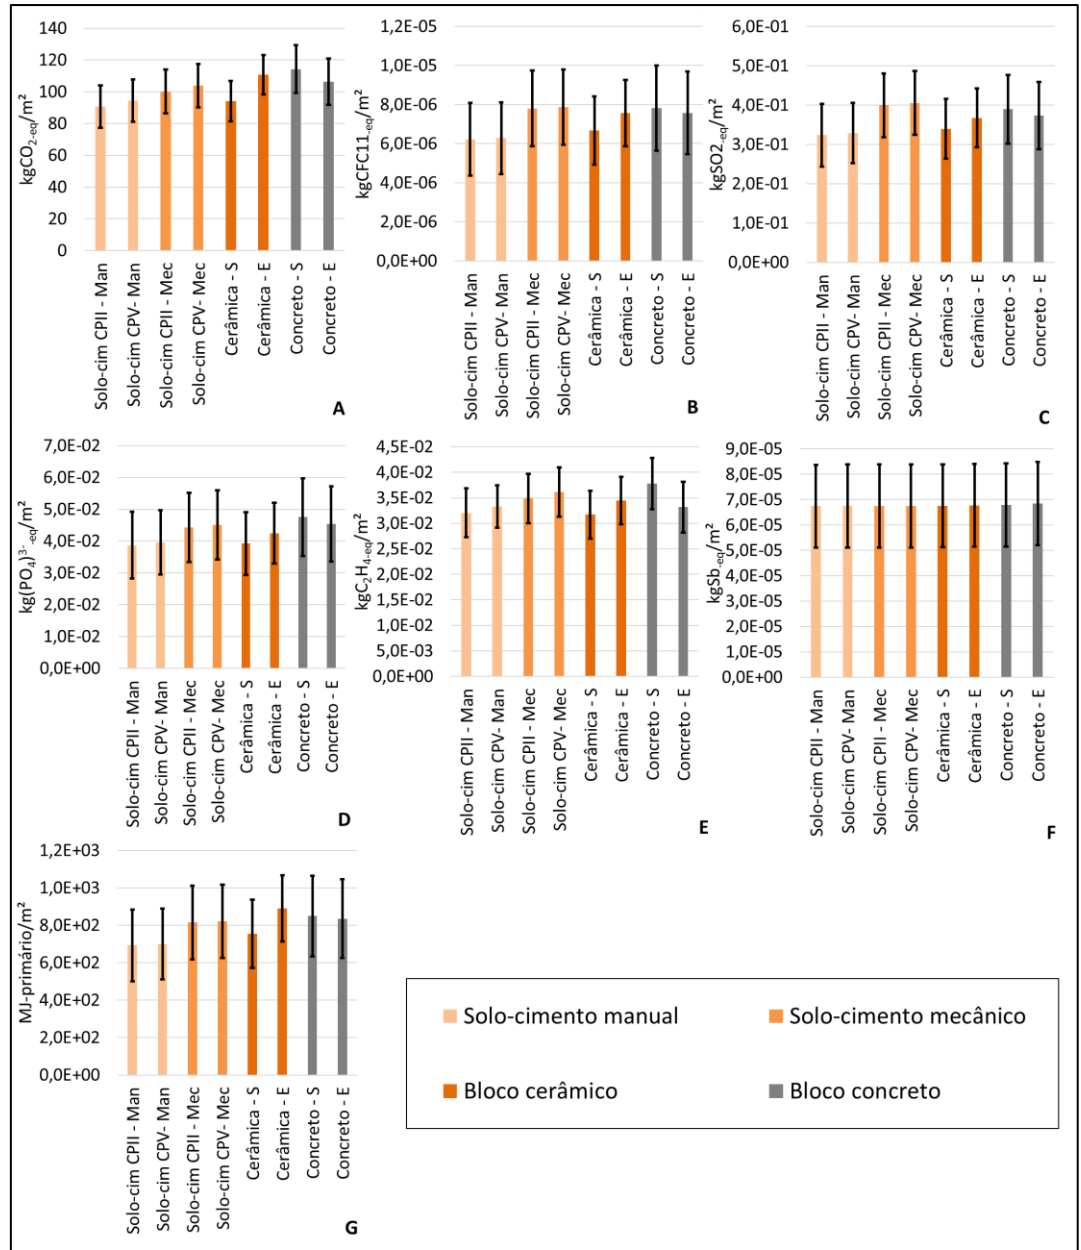 140
120
100
80
60
40
20
0
kgCO2-eq/m²
Solo-cim CPII - Man
Solo-cim CPV- Man
Solo-cim CPII - Mec
Solo-cim CPV- Mec
Cerâmica - S
Cerâmica - E
Concreto - S
Concreto - E
A
1,2E-05
1,0E-05
8,0E-06
6,0E-06
4,0E-06
2,0E-06
0,0E+00
kgCFC11-eq/m²
Solo-cim CPII - Man
Solo-cim CPV- Man
Solo-cim CPII - Mec
Solo-cim CPV- Mec
Cerâmica - S
Cerâmica - E
Concreto - S
Concreto - E
B
6,0E-01
5,0E-01
4,0E-01
3,0E-01
2,0E-01
1,0E-01
0,0E+00
kgSO2-eq/m²
Solo-cim CPII - Man
Solo-cim CPV- Man
Solo-cim CPII - Mec
Solo-cim CPV- Mec
Cerâmica - S
Cerâmica - E
Concreto - S
Concreto - E
C
7,0E-02
6,0E-02
5,0E-02
4,0E-02
3,0E-02
2,0E-02
1,0E-02
0,0E+00
kg(PO4)³⁻-eq/m²
Solo-cim CPII - Man
Solo-cim CPV- Man
Solo-cim CPII - Mec
Solo-cim CPV- Mec
Cerâmica - S
Cerâmica - E
Concreto - S
Concreto - E
D
4,5E-02
4,0E-02
3,5E-02
3,0E-02
2,5E-02
2,0E-02
1,5E-02
1,0E-02
5,0E-03
0,0E+00
kgC2H4-eq/m²
Solo-cim CPII - Man
Solo-cim CPV- Man
Solo-cim CPII - Mec
Solo-cim CPV- Mec
Cerâmica - S
Cerâmica - E
Concreto - S
Concreto - E
E
9,0E-05
8,0E-05
7,0E-05
6,0E-05
5,0E-05
4,0E-05
3,0E-05
2,0E-05
1,0E-05
0,0E+00
kgSb-eq/m²
Solo-cim CPII - Man
Solo-cim CPV- Man
Solo-cim CPII - Mec
Solo-cim CPV- Mec
Cerâmica - S
Cerâmica - E
Concreto - S
Concreto - E
F
1,2E+03
1,0E+03
8,0E+02
6,0E+02
4,0E+02
2,0E+02
0,0E+00
MJ-primário/m²
Solo-cim CPII - Man
Solo-cim CPV- Man
Solo-cim CPII - Mec
Solo-cim CPV- Mec
Cerâmica - S
Cerâmica - E
Concreto - S
Concreto - E
G
Solo-cimento manual
Solo-cimento mecânico
Bloco cerâmico
Bloco concreto